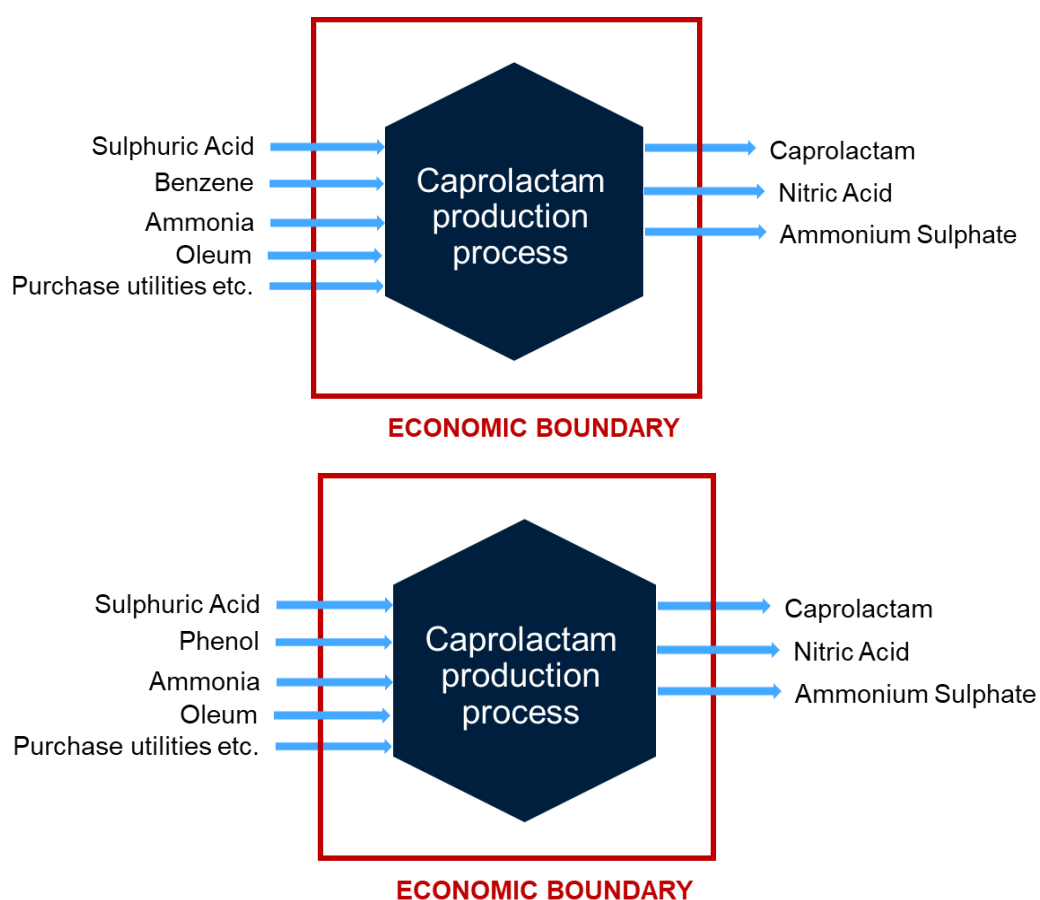 Sulphuric Acid
Benzene
Ammonia
Oleum
Purchase utilities etc.
Caprolactam
production
process
Caprolactam
Nitric Acid
Ammonium Sulphate
ECONOMIC BOUNDARY
Sulphuric Acid
Phenol
Ammonia
Oleum
Purchase utilities etc.
Caprolactam
production
process
Caprolactam
Nitric Acid
Ammonium Sulphate
ECONOMIC BOUNDARY